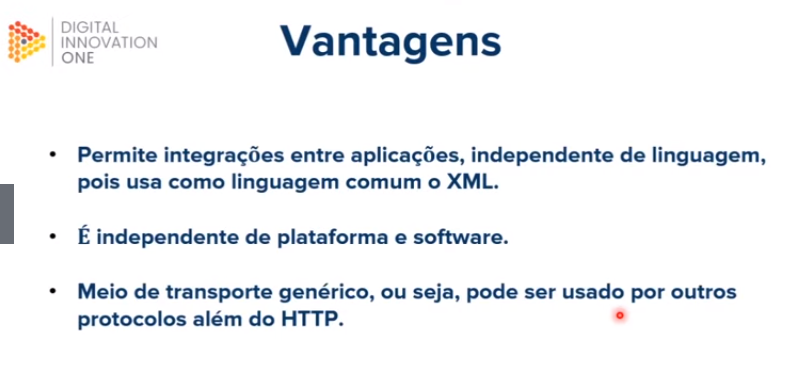 DIGITAL
INNOVATION
ONE
Vantagens
• Permite integrações entre aplicações, independente de linguagem,
pois usa como linguagem comum o XML.
• É independente de plataforma e software.
• Meio de transporte genérico, ou seja, pode ser usado por outros
protocolos além do HTTP.